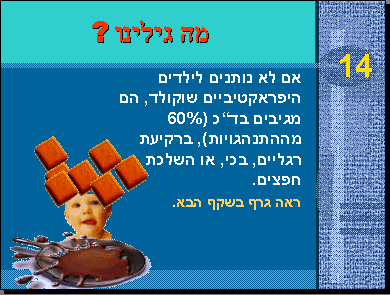 מה גילינו ?
14
אם לא נותנים לילדים
היפראקטיביים שוקולד, הם
מגיבים בד"כ (60%
מההתנהגויות), ברקיעת
רגליים, בכי, או השלכת
חפצים.
ראה גרף בשקף הבא.